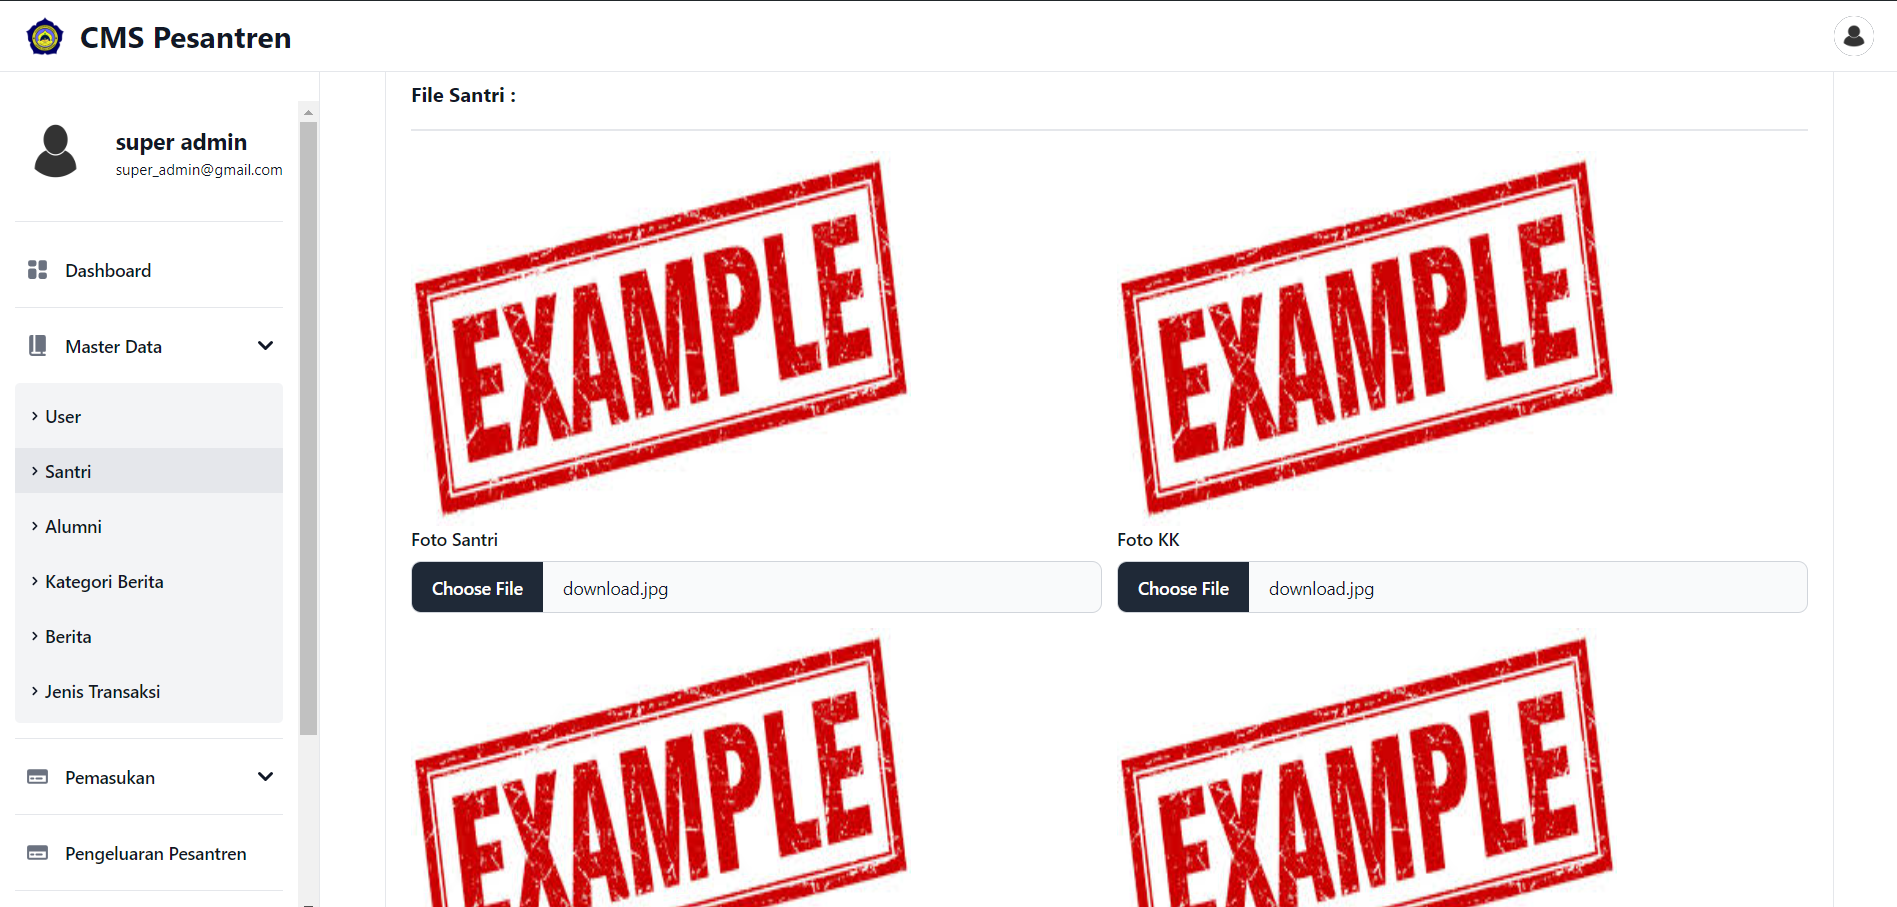 CMS Pesantren
super admin
super_admin@gmail.com
Dashboard
Master Data
User
Santri
Alumni
Kategori Berita
Berita
Jenis Transaksi
Pemasukan
Pengeluaran Pesantren
File Santri :
EXAMPLE
EXAMPLE
Foto Santri
Foto KK
Choose File download.jpg
Choose File download.jpg
EXAMPLE
EXAMPLE